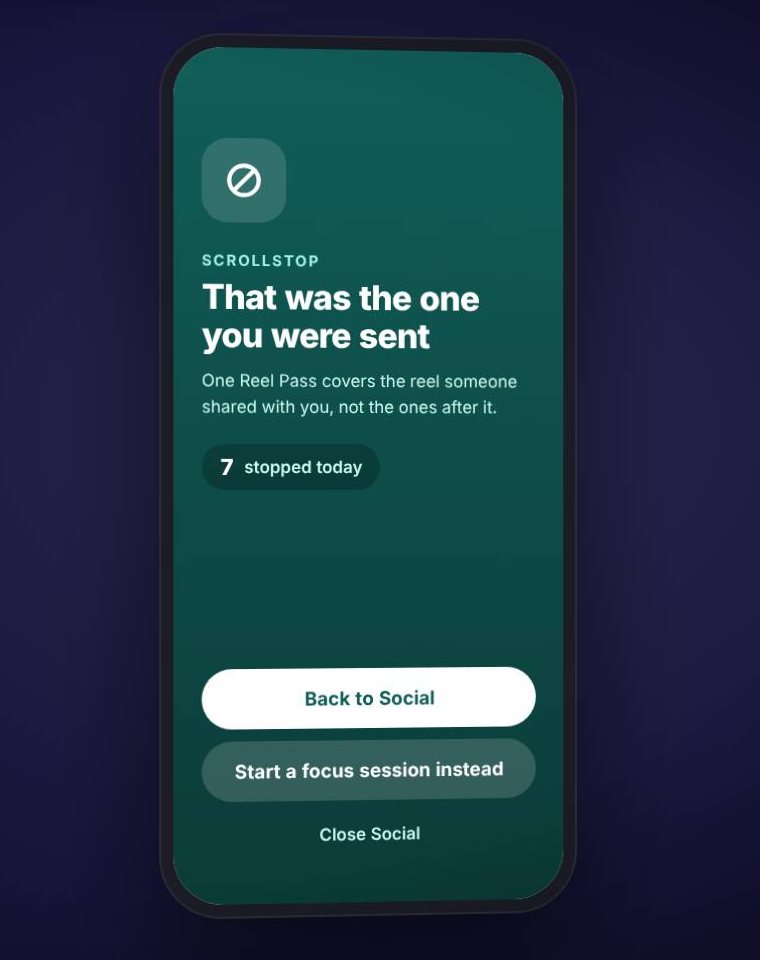 SCROLLSTOP
That was the one
you were sent
One Reel Pass covers the reel someone
shared with you, not the ones after it.
7 stopped today
Back to Social
Start a focus session instead
Close Social